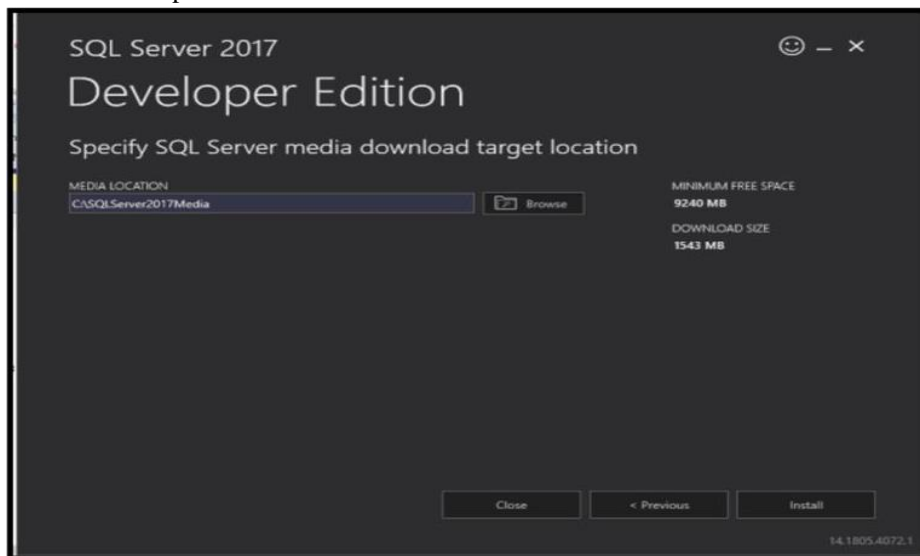 SQL Server 2017
Developer Edition
Specify SQL Server media download target location
MEDIA LOCATION
C:\SQLServer2017Media
Browse
MINIMUM FREE SPACE
9240 MB
DOWNLOAD SIZE
1543 MB
Close
< Previous
Install
14.1805.4072.1